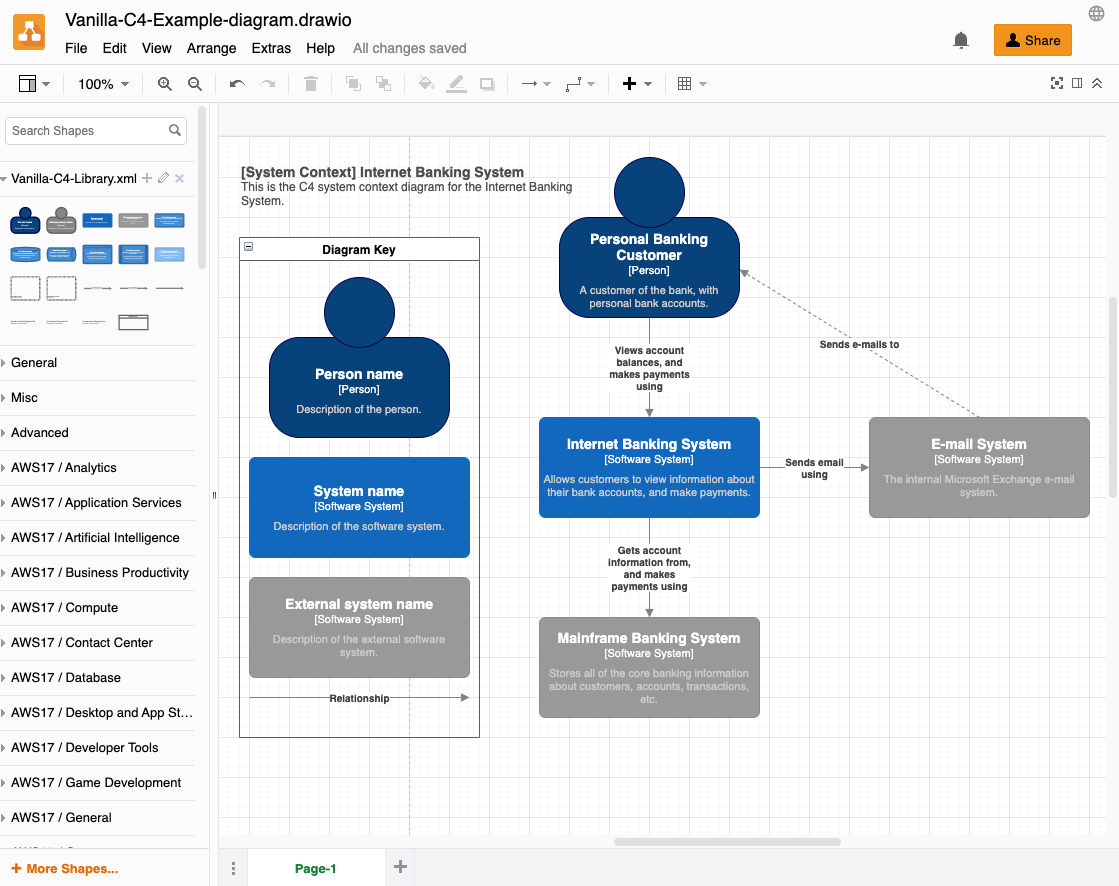 Vanilla-C4-Example-diagram.drawio
File Edit View Arrange Extras Help All changes saved
Share
100%
Search Shapes
Vanilla-C4-Library.xml
General
Misc
Advanced
AWS17 / Analytics
AWS17 / Application Services
AWS17 / Artificial Intelligence
AWS17 / Business Productivity
AWS17 / Compute
AWS17 / Contact Center
AWS17 / Database
AWS17 / Desktop and App St...
AWS17 / Developer Tools
AWS17 / Game Development
AWS17 / General
+ More Shapes...
[System Context] Internet Banking System
This is the C4 system context diagram for the Internet Banking
System.
Diagram Key
Person name
[Person]
Description of the person.
System name
[Software System]
Description of the software system.
External system name
[Software System]
Description of the external software
system.
Relationship
Personal Banking
Customer
[Person]
A customer of the bank, with
personal bank accounts.
Views account
balances, and
makes payments
using
Sends e-mails to
Internet Banking System
[Software System]
Allows customers to view information about
their bank accounts, and make payments.
Sends email
using
E-mail System
[Software System]
The internal Microsoft Exchange e-mail
system.
Gets account
information from,
and makes
payments using
Mainframe Banking System
[Software System]
Stores all of the core banking information
about customers, accounts, transactions,
etc.
Page-1